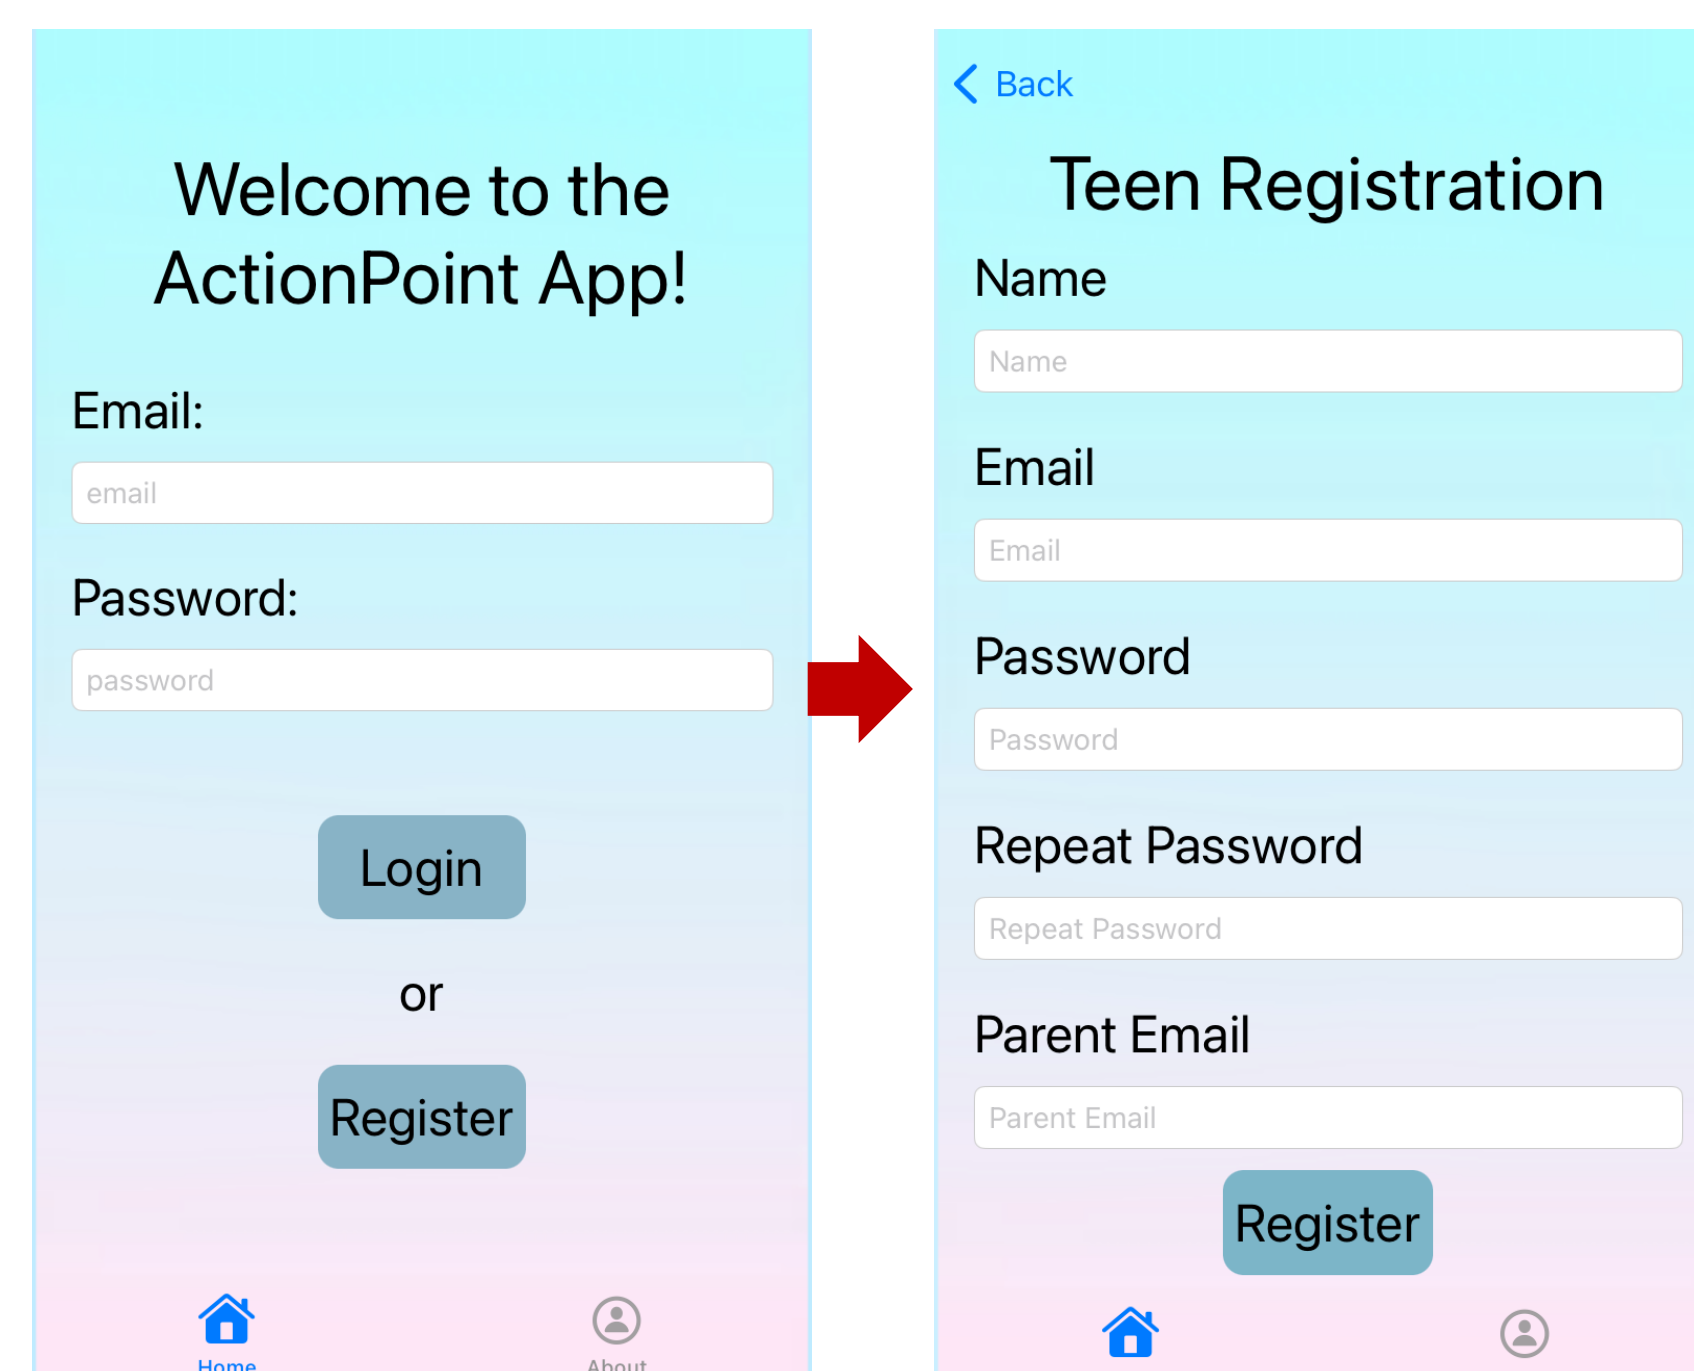 Welcome to the
ActionPoint App!
Email:
email
Password:
password
Login
or
Register
Home
About
Back
Teen Registration
Name
Name
Email
Email
Password
Password
Repeat Password
Repeat Password
Parent Email
Parent Email
Register